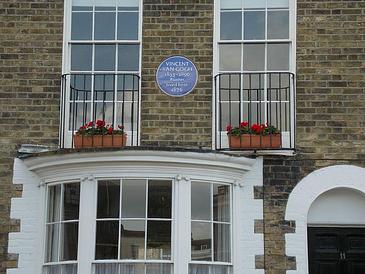 VINCENT
VAN GOGH
1853-1890
Painter
lived here
1876